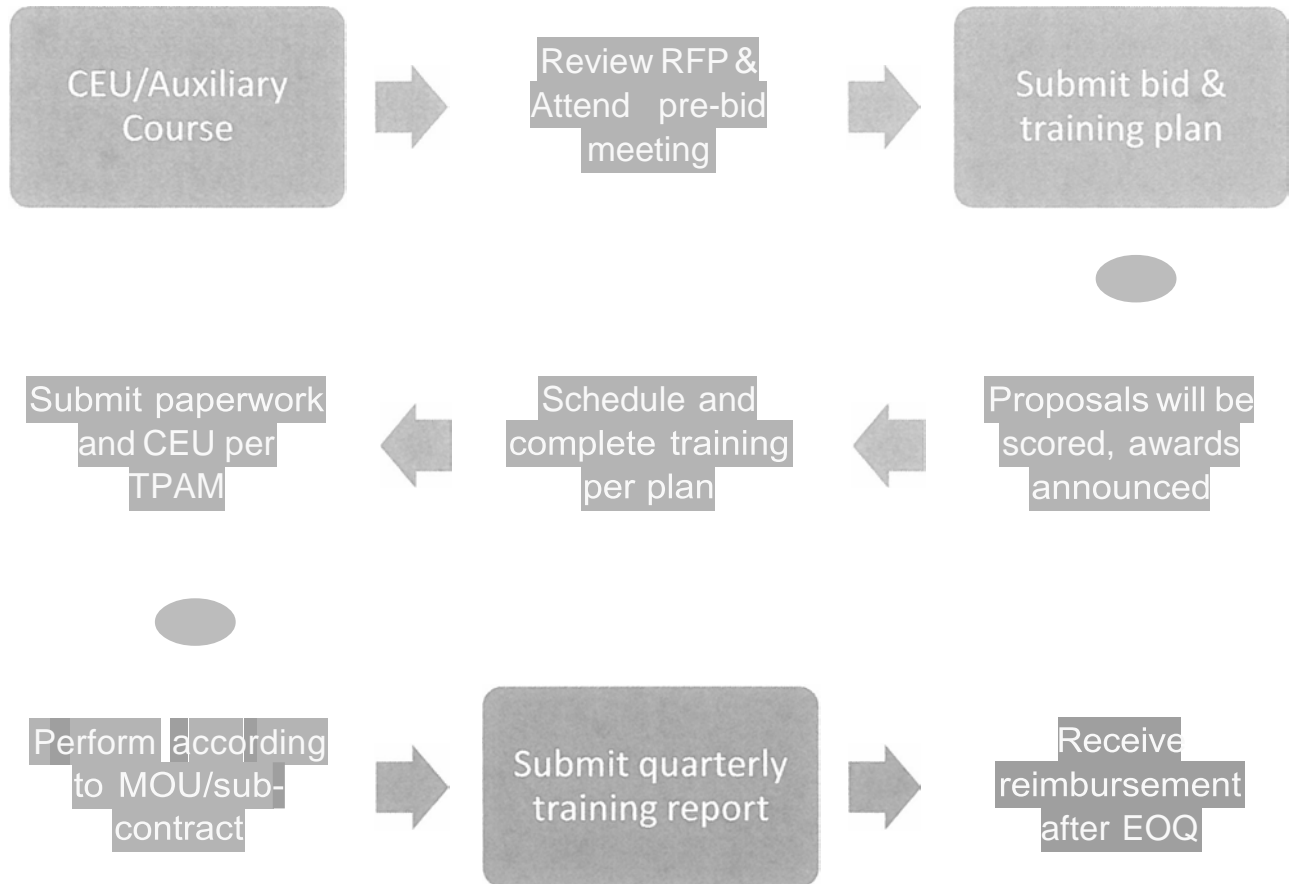 CEU/Auxiliary
Course
Review RFP &
Attend pre-bid
meeting
Submit bid &
training plan
Proposals will be
scored, awards
announced
Schedule and
complete training
per plan
Submit paperwork
and CEU per
TPAM
Perform according
to MOU/sub-
contract
Submit quarterly
training report
Receive
reimbursement
after EOQ